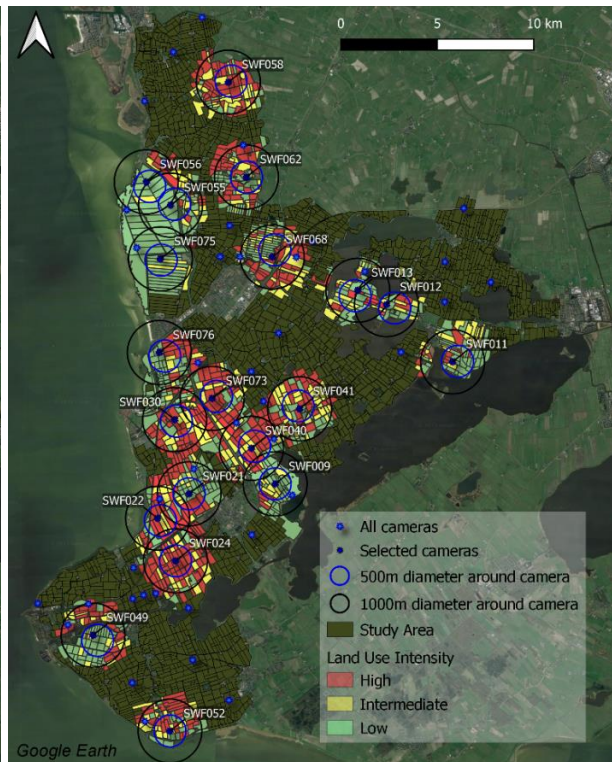 0 5 10 km
SWF058
SWF056
SWF062
SWF055
SWF075
SWF068
SWF013
SWF012
SWF076
SWF011
SWF073
SWF041
SWF030
SWF040
SWF021
SWF009
SWF022
SWF024
SWF049
SWF052
All cameras
Selected cameras
500m diameter around camera
1000m diameter around camera
Study Area
Land Use Intensity
High
Intermediate
Low
Google Earth